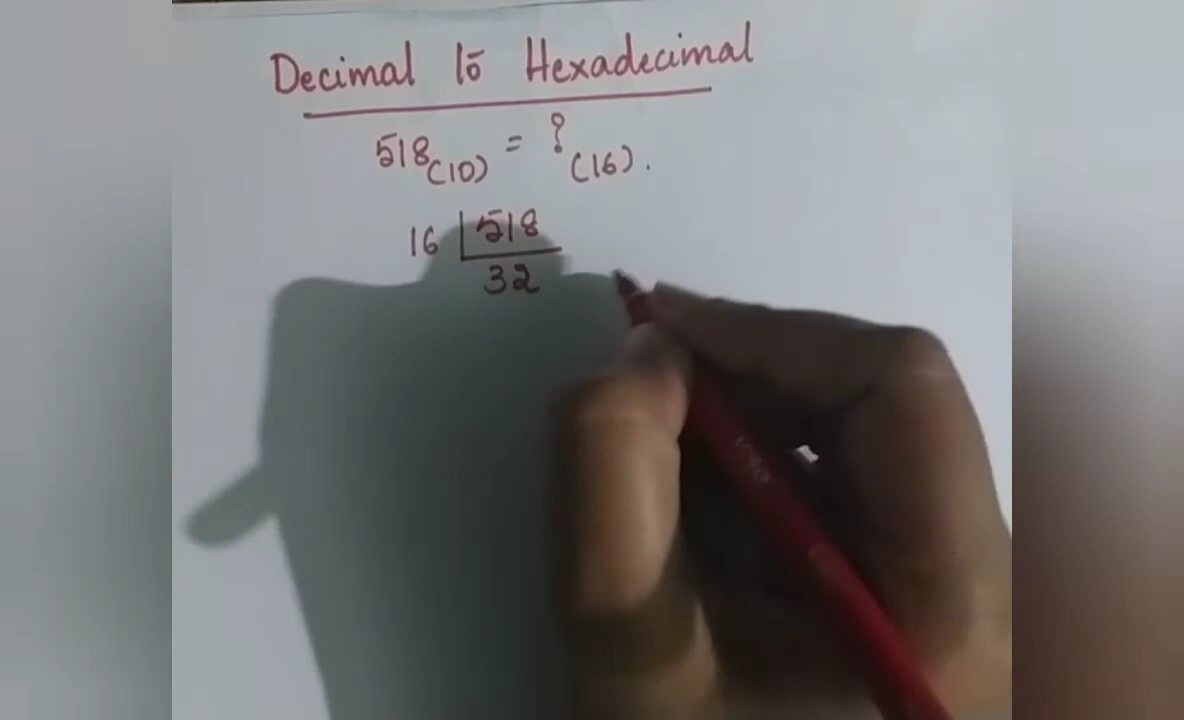 Decimal to Hexadecimal
518(10) = ?(16).
16 518
32